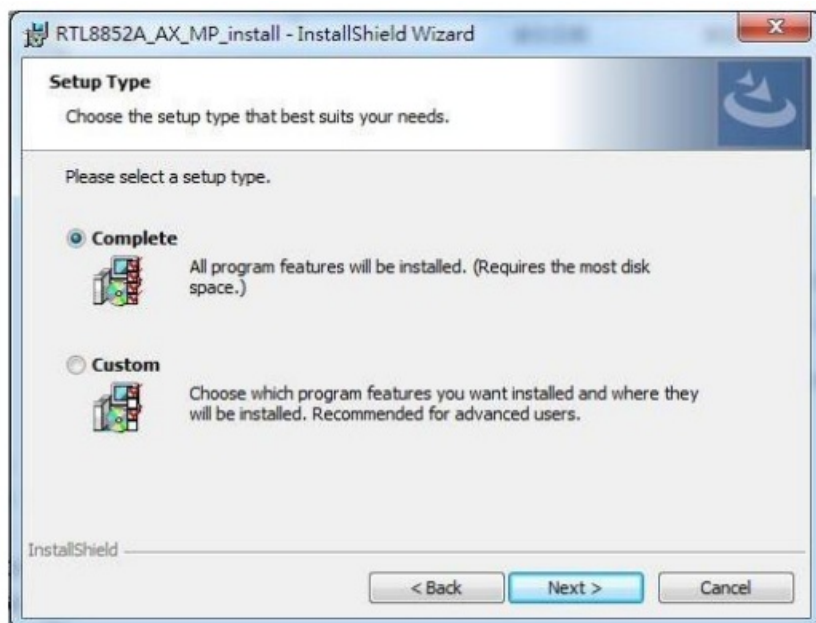 RTL8852A_AX_MP_install - InstallShield Wizard
Setup Type
Choose the setup type that best suits your needs.
Please select a setup type.
Complete
All program features will be installed. (Requires the most disk
space.)
Custom
Choose which program features you want installed and where they
will be installed. Recommended for advanced users.
InstallShield
< Back
Next >
Cancel